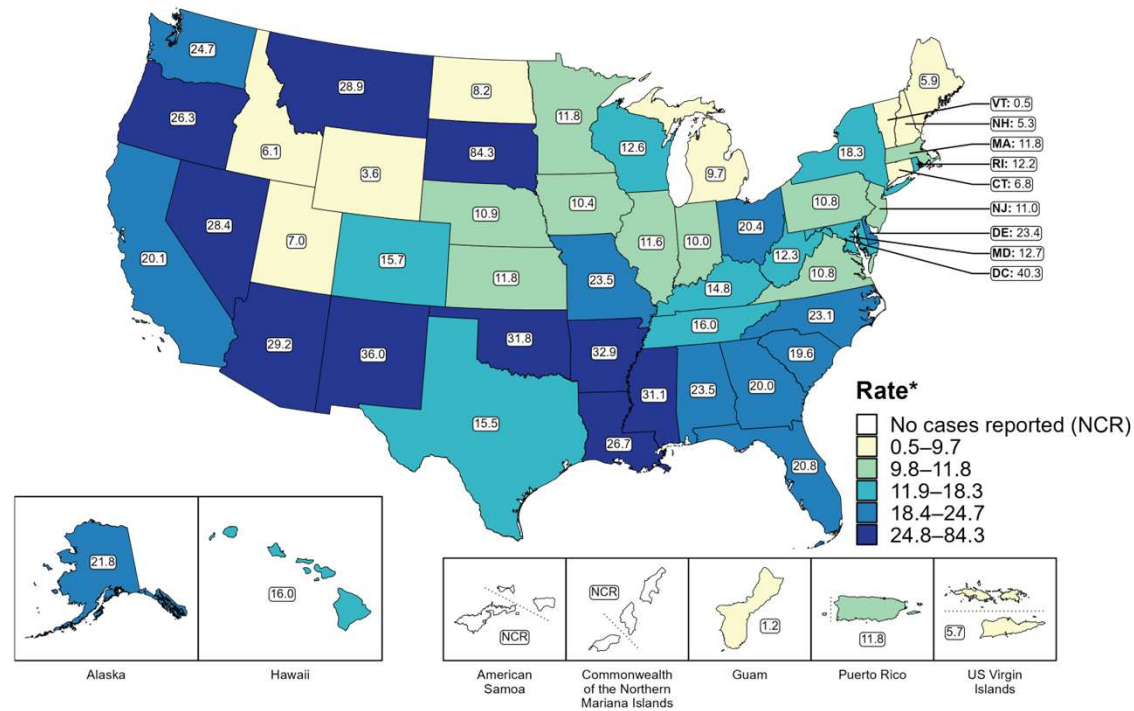 24.7
28.9
8.2
11.8
5.9
VT: 0.5
NH: 5.3
MA: 11.8
RI: 12.2
CT: 6.8
NJ: 11.0
DE: 23.4
MD: 12.7
DC: 40.3
26.3
6.1
3.6
84.3
12.6
9.7
18.3
28.4
7.0
10.9
10.4
10.8
20.1
15.7
11.8
23.5
11.6
10.0
20.4
12.3
10.8
14.8
29.2
36.0
31.8
32.9
16.0
23.1
19.6
15.5
26.7
31.1
23.5
20.0
20.8
Rate*
No cases reported (NCR)
0.5–9.7
9.8–11.8
11.9–18.3
18.4–24.7
24.8–84.3
21.8
16.0
NCR
NCR
1.2
11.8
5.7
Alaska
Hawaii
American
Samoa
Commonwealth
of the Northern
Mariana Islands
Guam
Puerto Rico
US Virgin
Islands